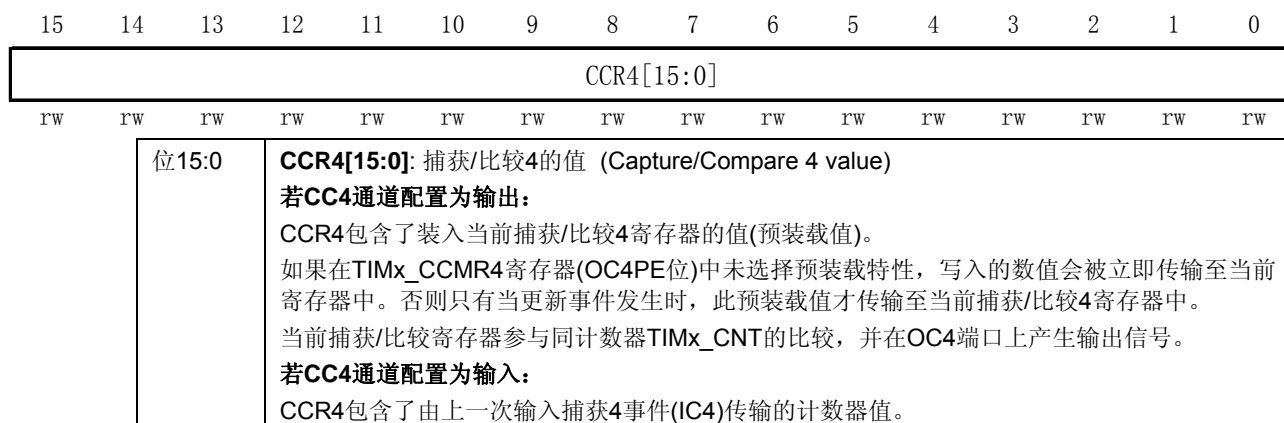 15 14 13 12 11 10 9 8 7 6 5 4 3 2 1 0
CCR4[15:0]
rw rw rw rw rw rw rw rw rw rw rw rw rw rw rw rw
位15:0 CCR4[15:0]: 捕获/比较4的值 (Capture/Compare 4 value)
若CC4通道配置为输出：
CCR4包含了装入当前捕获/比较4寄存器的值(预装载值)。
如果在TIMx_CCMR4寄存器(OC4PE位)中未选择预装载特性，写入的数值会被立即传输至当前
寄存器中。否则只有当更新事件发生时，此预装载值才传输至当前捕获/比较4寄存器中。
当前捕获/比较寄存器参与同计数器TIMx_CNT的比较，并在OC4端口上产生输出信号。
若CC4通道配置为输入：
CCR4包含了由上一次输入捕获4事件(IC4)传输的计数器值。